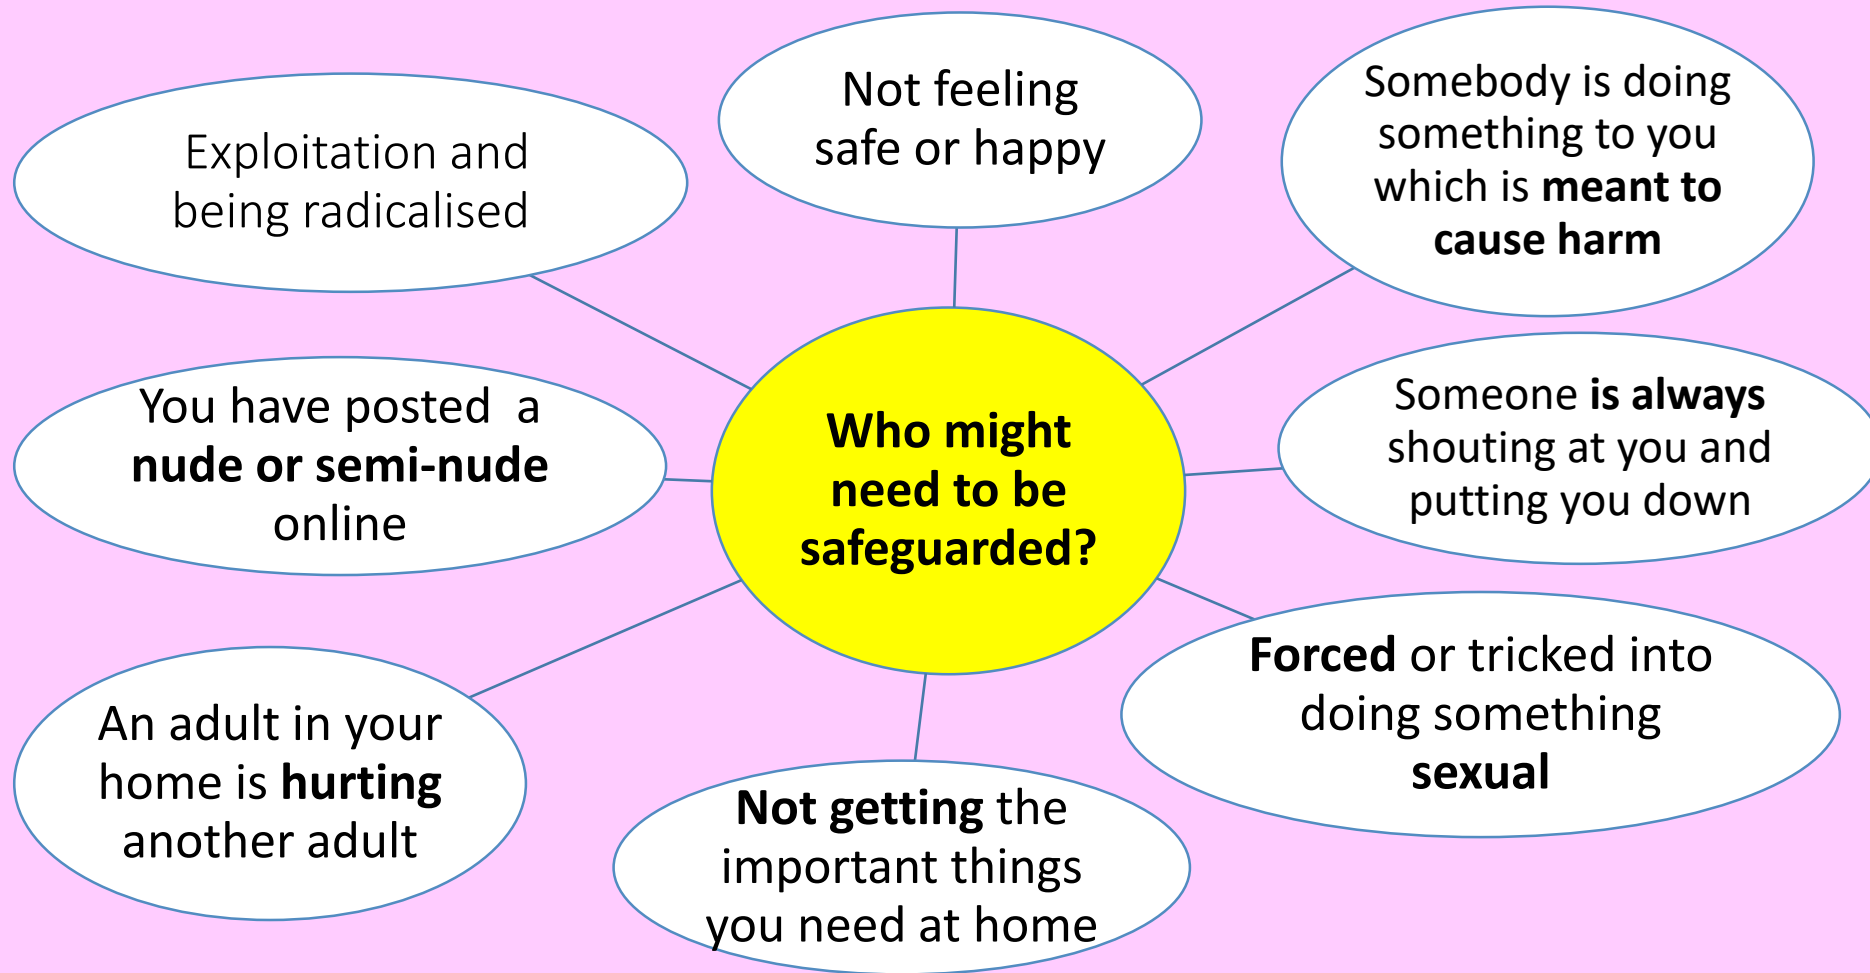 Not feeling
safe or happy
Somebody is doing
something to you
which is meant to
cause harm
Exploitation and
being radicalised
You have posted  a
nude or semi-nude
online
Who might
need to be
safeguarded?
Someone is always
shouting at you and
putting you down
Forced or tricked into
doing something
sexual
An adult in your
home is hurting
another adult
Not getting the
important things
you need at home